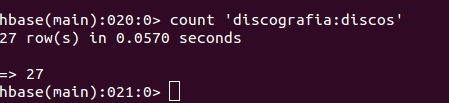 hbase(main):020:0> count 'discografia:discos'
27 row(s) in 0.0570 seconds
=> 27
hbase(main):021:0>